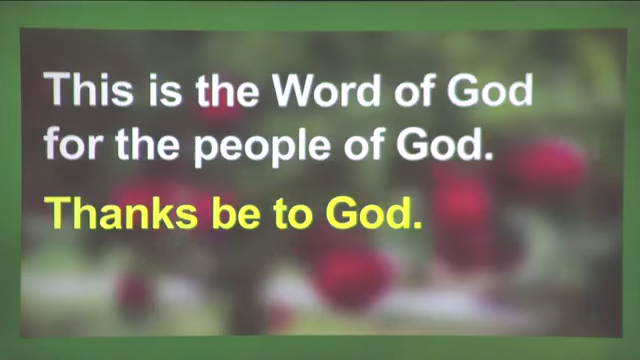 This is the Word of God
for the people of God.
Thanks be to God.